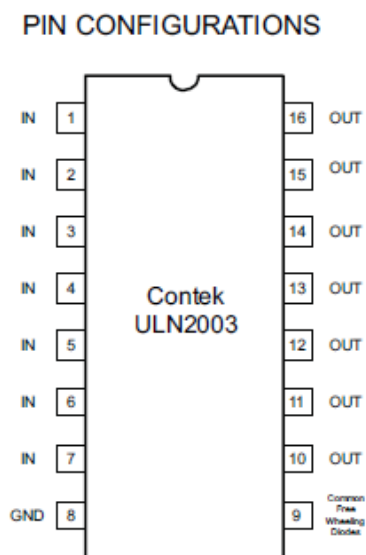 PIN CONFIGURATIONS
IN 1 16 OUT
IN 2 15 OUT
IN 3 14 OUT
IN 4 13 OUT
Contek
ULN2003
IN 5 12 OUT
IN 6 11 OUT
IN 7 10 OUT
GND 8 9 Common
Free
Wheeling
Diodes